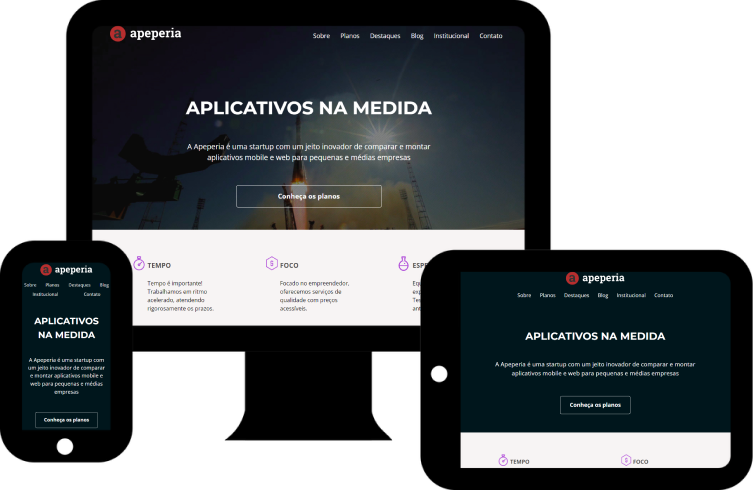 a apeperia
Sobre Planos Destaques Blog Institucional Contato
APLICATIVOS NA MEDIDA
A Apeperia é uma startup com um jeito inovador de comparar e montar
aplicativos mobile e web para pequenas e médias empresas
Conheça os planos
TEMPO
Tempo é importante!
Trabalhamos em ritmo
acelerado, atendendo
rigorosamente os prazos.
$ FOCO
Focado no empreendedor,
oferecemos serviços de
qualidade com preços
acessíveis.
a apeperia
Sobre Planos Destaques Blog
Institucional Contato
APLICATIVOS
NA MEDIDA
A Apeperia é uma startup com
um jeito inovador de comparar
e montar aplicativos mobile e
web para pequenas e médias
empresas
Conheça os planos
a apeperia
Sobre Planos Destaques Blog Institucional Contato
APLICATIVOS NA MEDIDA
A Apeperia é uma startup com um jeito inovador de comparar e montar
aplicativos mobile e web para pequenas e médias empresas
Conheça os planos
TEMPO
$ FOCO